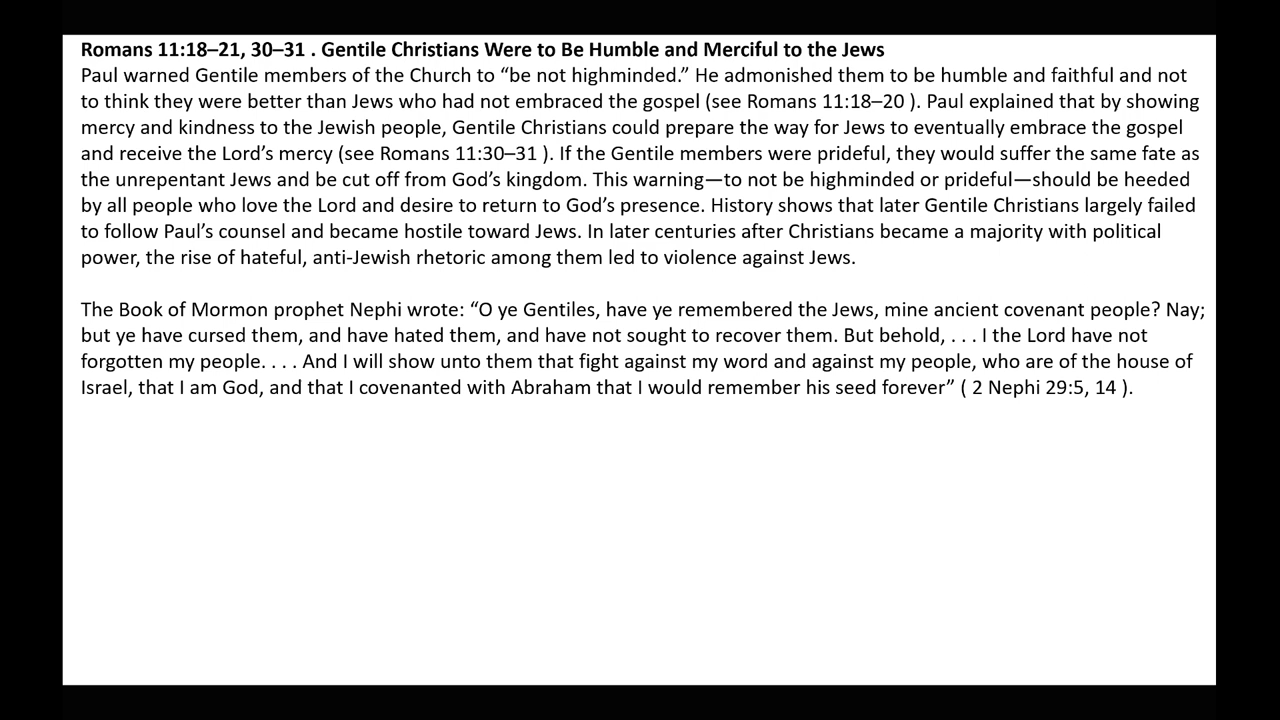 Romans 11:18–21, 30–31 . Gentile Christians Were to Be Humble and Merciful to the Jews
Paul warned Gentile members of the Church to “be not highminded.” He admonished them to be humble and faithful and not
to think they were better than Jews who had not embraced the gospel (see Romans 11:18–20 ). Paul explained that by showing
mercy and kindness to the Jewish people, Gentile Christians could prepare the way for Jews to eventually embrace the gospel
and receive the Lord’s mercy (see Romans 11:30–31 ). If the Gentile members were prideful, they would suffer the same fate as
the unrepentant Jews and be cut off from God’s kingdom. This warning—to not be highminded or prideful—should be heeded
by all people who love the Lord and desire to return to God’s presence. History shows that later Gentile Christians largely failed
to follow Paul’s counsel and became hostile toward Jews. In later centuries after Christians became a majority with political
power, the rise of hateful, anti-Jewish rhetoric among them led to violence against Jews.
The Book of Mormon prophet Nephi wrote: “O ye Gentiles, have ye remembered the Jews, mine ancient covenant people? Nay;
but ye have cursed them, and have hated them, and have not sought to recover them. But behold, . . . I the Lord have not
forgotten my people. . . . And I will show unto them that fight against my word and against my people, who are of the house of
Israel, that I am God, and that I covenanted with Abraham that I would remember his seed forever” ( 2 Nephi 29:5, 14 ).